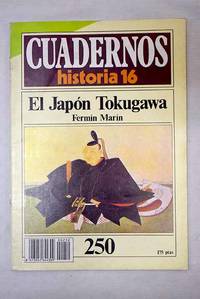 CUADERNOS
historia 16
El Japón Tokugawa
Fermín Marín
250
175 ptas